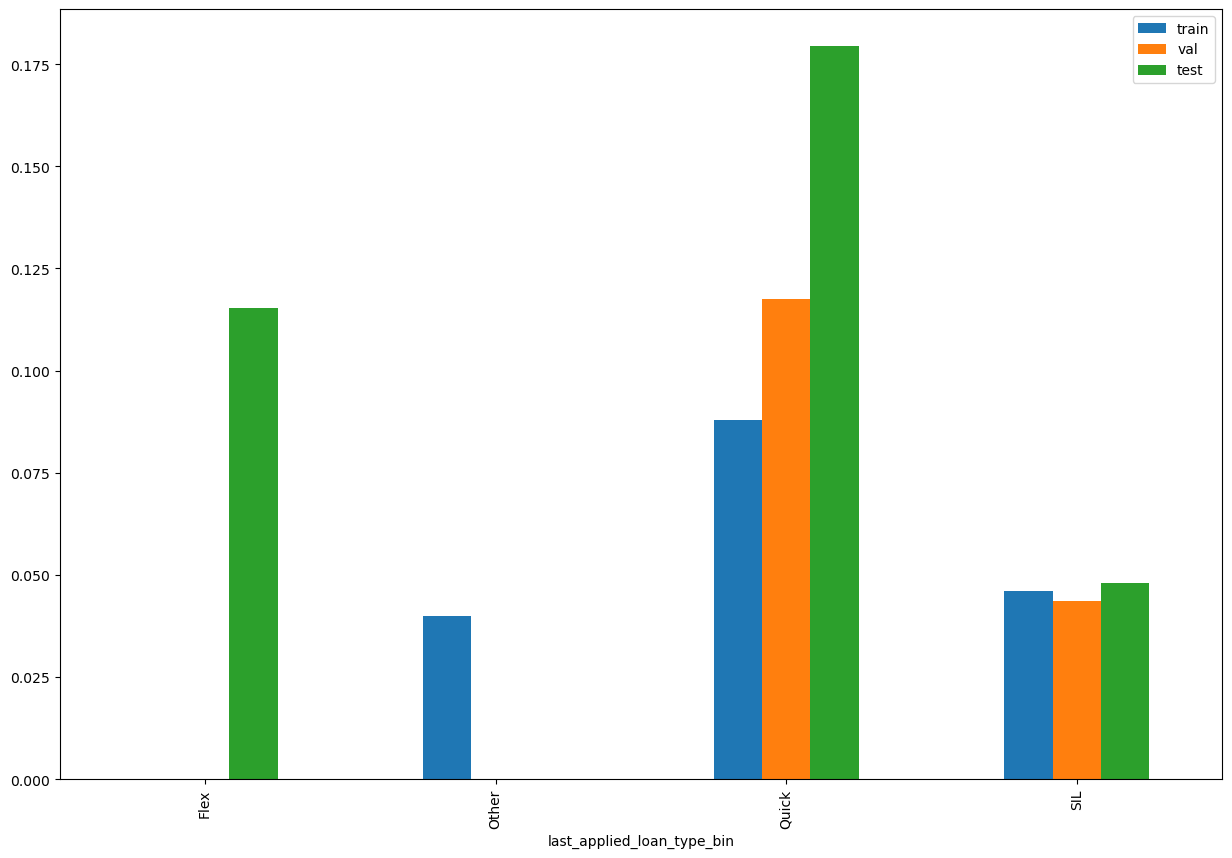 train
val
test
0.175
0.150
0.125
0.100
0.075
0.050
0.025
0.000
Flex
Other
Quick
SIL
last_applied_loan_type_bin